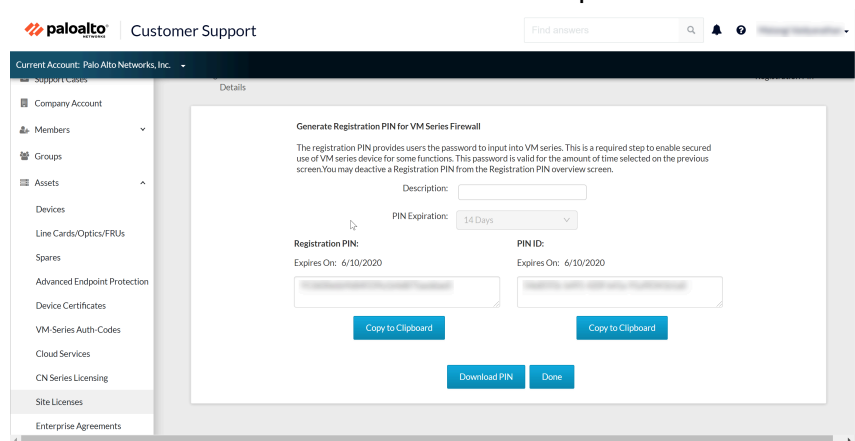 paloalto
NETWORKS
Customer Support
Find answers
Current Account: Palo Alto Networks, Inc.
Support Cases
Details
Company Account
Members
Groups
Assets
Devices
Line Cards/Optics/FRUs
Spares
Advanced Endpoint Protection
Device Certificates
VM-Series Auth-Codes
Cloud Services
CN Series Licensing
Site Licenses
Enterprise Agreements
Generate Registration PIN for VM Series Firewall
The registration PIN provides users the password to input into VM series. This is a required step to enable secured
use of VM series device for some functions. This password is valid for the amount of time selected on the previous
screen.You may deactive a Registration PIN from the Registration PIN overview screen.
Description:
PIN Expiration: 14 Days
Registration PIN:
Expires On: 6/10/2020
Copy to Clipboard
PIN ID:
Expires On: 6/10/2020
Copy to Clipboard
Download PIN
Done